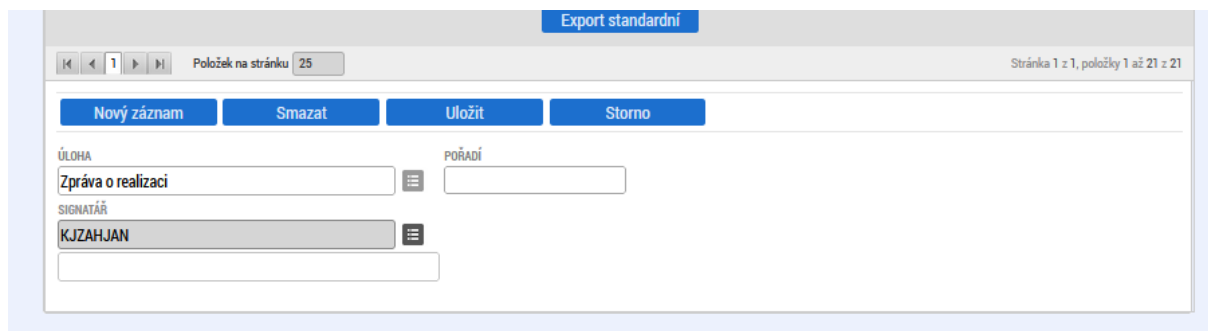 Export standardní
1 Položek na stránku 25 Stránka 1 z 1, položky 1 až 21 z 21
Nový záznam Smazat Uložit Storno
ÚLOHA POŘADÍ
Zpráva o realizaci
SIGNATÁŘ
KJZAHJAN